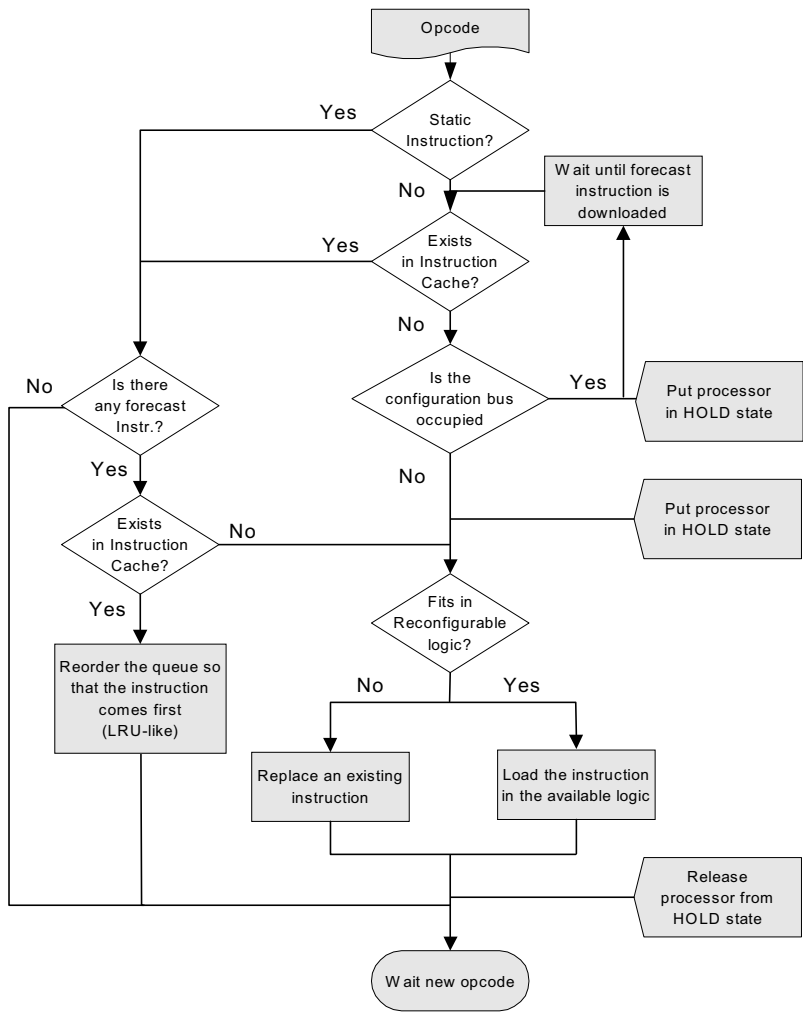 Opcode
Yes
Static
Instruction?
No
Wait until forecast
instruction is
downloaded
Yes
Exists
in Instruction
Cache?
No
No
Is there
any forecast
Instr.?
Is the
configuration bus
occupied
Yes
Put processor
in HOLD state
Yes
No
Put processor
in HOLD state
Exists
in Instruction
Cache?
No
Yes
Fits in
Reconfigurable
logic?
Reorder the queue so
that the instruction
comes first
(LRU-like)
No
Yes
Replace an existing
instruction
Load the instruction
in the available logic
Release
processor from
HOLD state
Wait new opcode